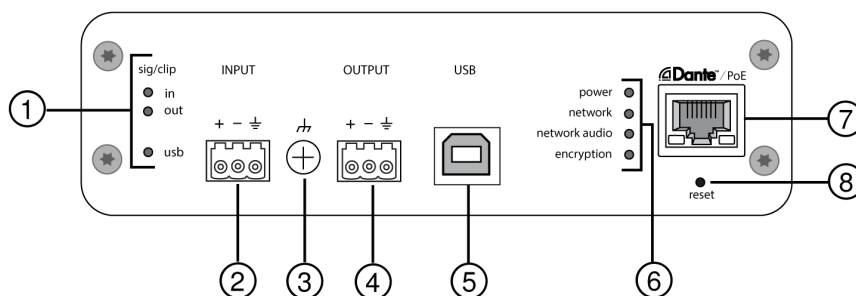 sig/clip
in
out
usb
INPUT
+ −
OUTPUT
+ −
USB
power
network
network audio
encryption
Dante™/PoE
reset
1
2
3
4
5
6
7
8